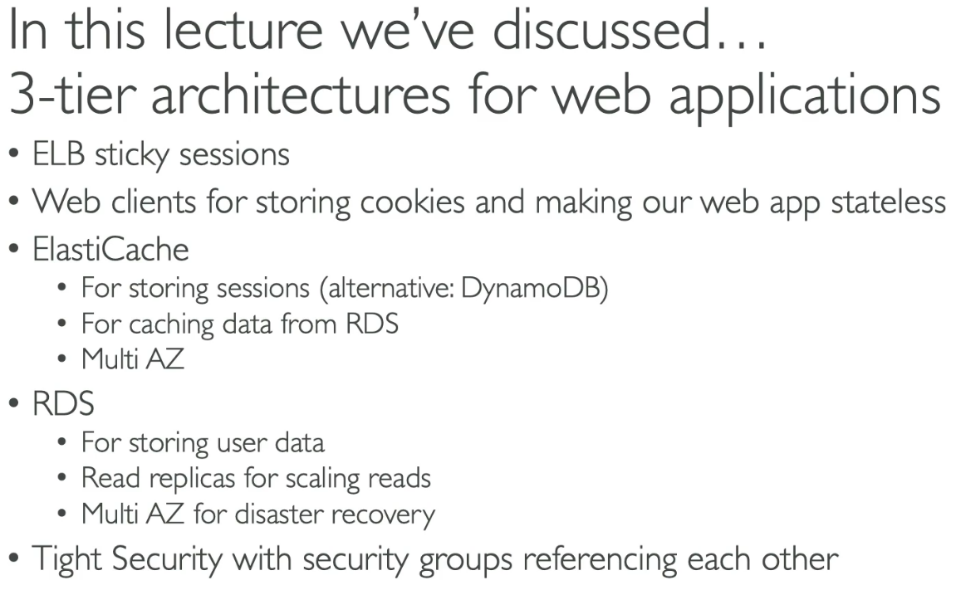 In this lecture we've discussed…
3-tier architectures for web applications
• ELB sticky sessions
• Web clients for storing cookies and making our web app stateless
• ElastiCache
• For storing sessions (alternative: DynamoDB)
• For caching data from RDS
• Multi AZ
• RDS
• For storing user data
• Read replicas for scaling reads
• Multi AZ for disaster recovery
• Tight Security with security groups referencing each other